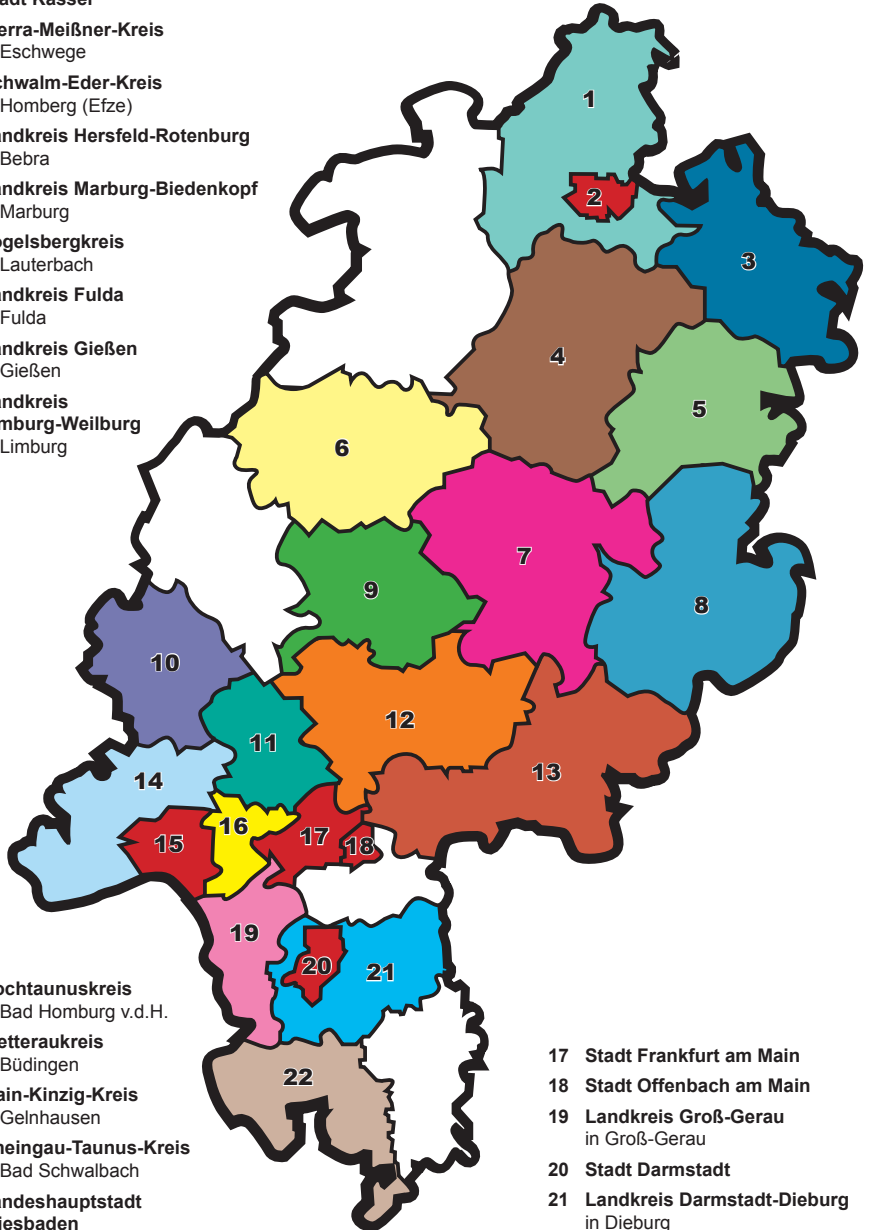 tadt Kassel
erra-Meißner-Kreis
Eschwege
chwalm-Eder-Kreis
Homberg (Efze)
andkreis Hersfeld-Rotenburg
Bebra
andkreis Marburg-Biedenkopf
Marburg
ogelsbergkreis
Lauterbach
andkreis Fulda
Fulda
andkreis Gießen
Gießen
andkreis
mburg-Weilburg
Limburg
1
2
3
4
5
6
7
8
9
10
11
12
13
14
15
16
17
18
19
20
21
22
ochtaunuskreis
Bad Homburg v.d.H.
etteraukreis
Büdingen
ain-Kinzig-Kreis
Gelnhausen
heingau-Taunus-Kreis
Bad Schwalbach
andeshauptstadt
iesbaden
17 Stadt Frankfurt am Main
18 Stadt Offenbach am Main
19 Landkreis Groß-Gerau
in Groß-Gerau
20 Stadt Darmstadt
21 Landkreis Darmstadt-Dieburg
in Dieburg